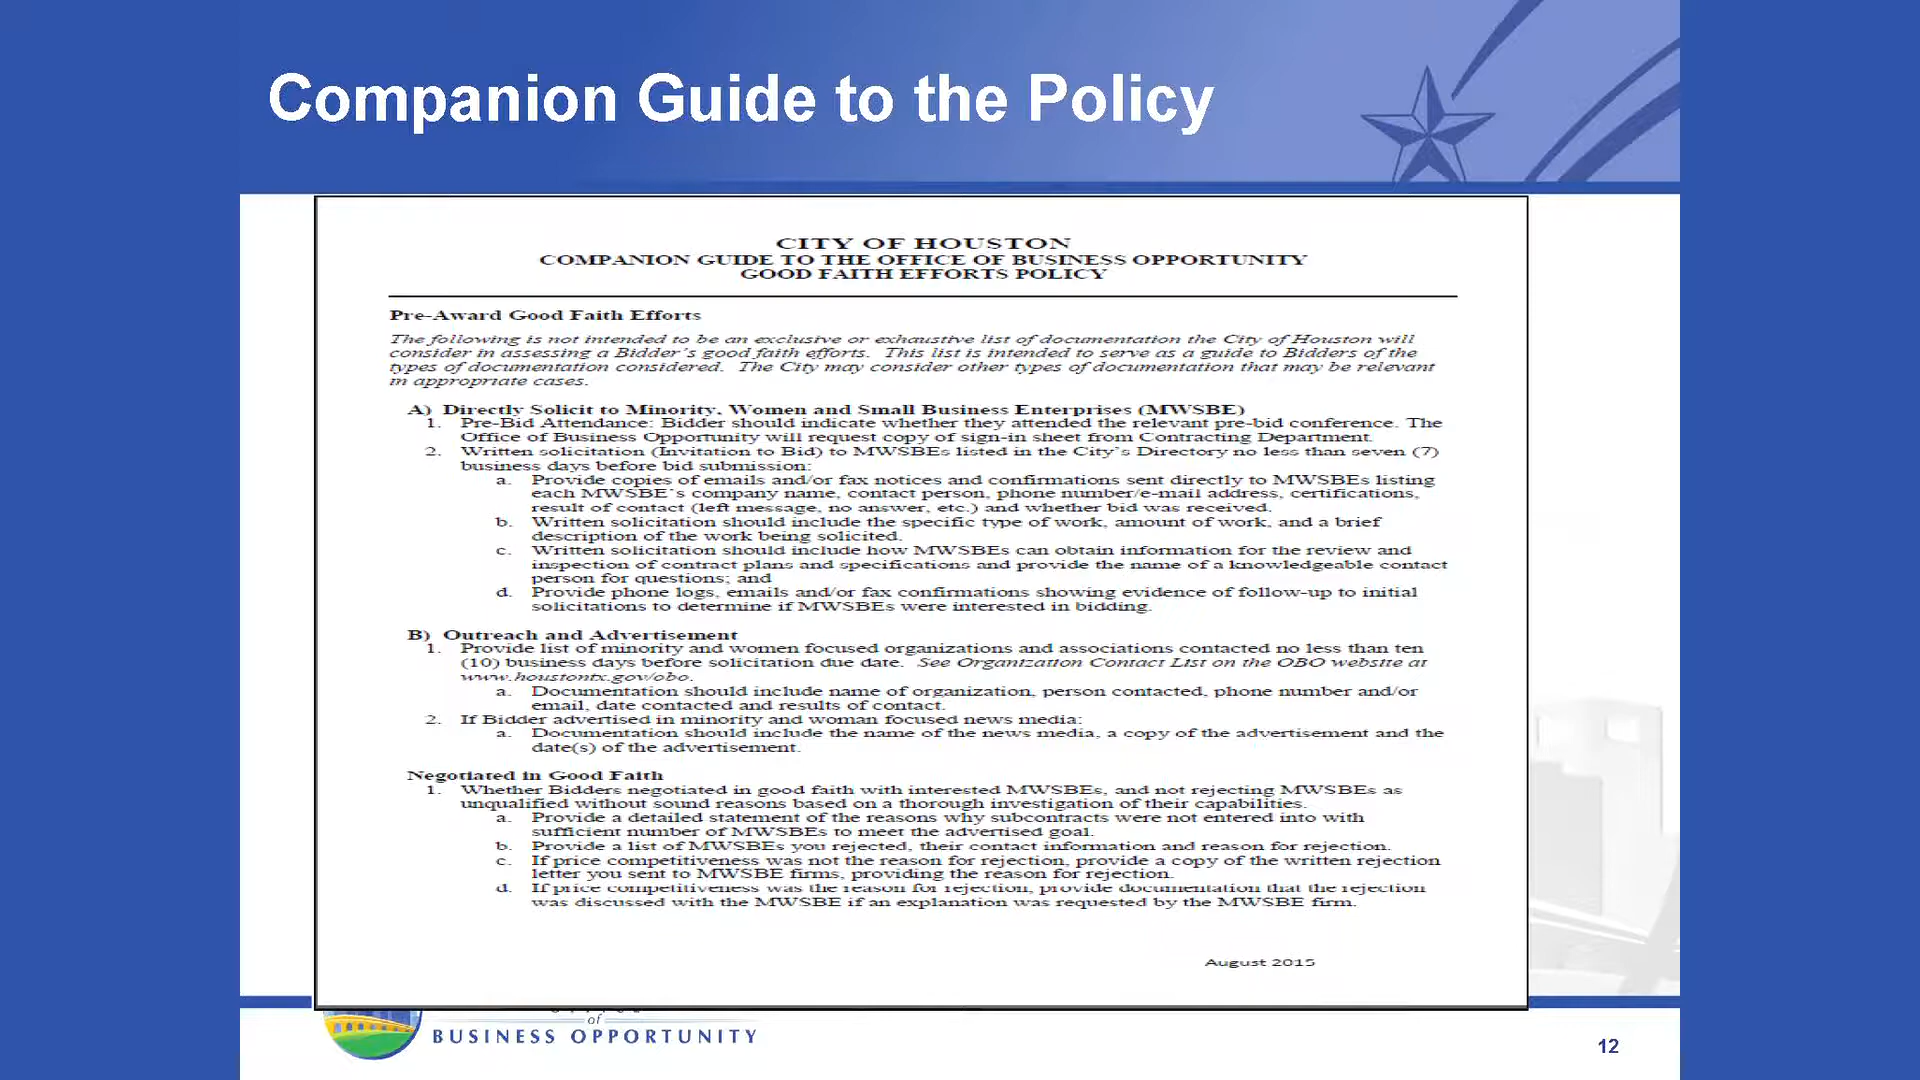 Companion Guide to the Policy
CITY OF HOUSTON
COMPANION GUIDE TO THE OFFICE OF BUSINESS OPPORTUNITY
GOOD FAITH EFFORTS POLICY
Pre-Award Good Faith Efforts
The following is not intended to be an exclusive or exhaustive list of documentation the City of Houston will
consider in assessing a Bidder's good faith efforts. This list is intended to serve as a guide to Bidders of the
types of documentation considered. The City may consider other types of documentation that may be relevant
in appropriate cases.
A) Directly Solicit to Minority, Women and Small Business Enterprises (MWSBE)
1. Pre-Bid Attendance: Bidder should indicate whether they attended the relevant pre-bid conference. The
Office of Business Opportunity will request copy of sign-in sheet from Contracting Department.
2. Written solicitation (Invitation to Bid) to MWSBEs listed in the City's Directory no less than seven (7)
business days before bid submission:
a. Provide copies of emails and/or fax notices and confirmations sent directly to MWSBEs listing
each MWSBE's company name, contact person, phone number/e-mail address, certifications,
result of contact (left message, no answer, etc.) and whether bid was received.
b. Written solicitation should include the specific type of work, amount of work, and a brief
description of the work being solicited.
c. Written solicitation should include how MWSBEs can obtain information for the review and
inspection of contract plans and specifications and provide the name of a knowledgeable contact
person for questions; and
d. Provide phone logs, emails and/or fax confirmations showing evidence of follow-up to initial
solicitations to determine if MWSBEs were interested in bidding.
B) Outreach and Advertisement
1. Provide list of minority and women focused organizations and associations contacted no less than ten
(10) business days before solicitation due date. See Organization Contact List on the OBO website at
www.houstontx.gov/obo.
a. Documentation should include name of organization, person contacted, phone number and/or
email, date contacted and results of contact.
2. If Bidder advertised in minority and woman focused news media:
a. Documentation should include the name of the news media, a copy of the advertisement and the
date(s) of the advertisement.
Negotiated in Good Faith
1. Whether Bidders negotiated in good faith with interested MWSBEs, and not rejecting MWSBEs as
unqualified without sound reasons based on a thorough investigation of their capabilities.
a. Provide a detailed statement of the reasons why subcontracts were not entered into with
sufficient number of MWSBEs to meet the advertised goal.
b. Provide a list of MWSBEs you rejected, their contact information and reason for rejection.
c. If price competitiveness was not the reason for rejection, provide a copy of the written rejection
letter you sent to MWSBE firms, providing the reason for rejection.
d. If price competitiveness was the reason for rejection, provide documentation that the rejection
was discussed with the MWSBE if an explanation was requested by the MWSBE firm.
August 2015
of
BUSINESS OPPORTUNITY
12